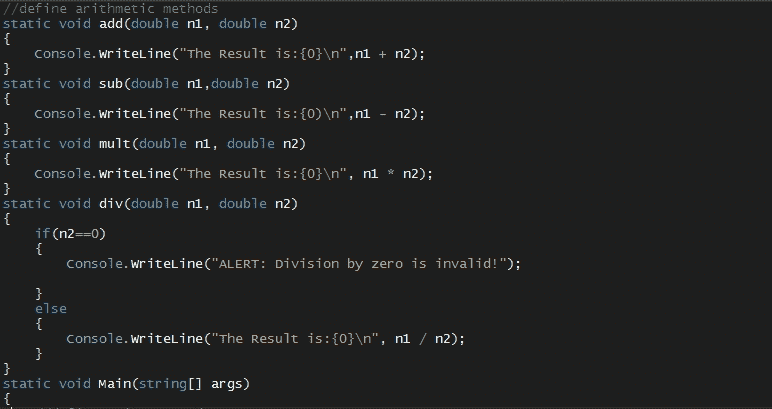 //define arithmetic methods
static void add(double n1, double n2)
{
    Console.WriteLine("The Result is:{0}\n",n1 + n2);
}
static void sub(double n1,double n2)
{
    Console.WriteLine("The Result is:{0)\n",n1 - n2);
}
static void mult(double n1, double n2)
{
    Console.WriteLine("The Result is:{0}\n", n1 * n2);
}
static void div(double n1, double n2)
{
    if(n2==0)
    {
        Console.WriteLine("ALERT: Division by zero is invalid!");

    }
    else
    {
        Console.WriteLine("The Result is:{0}\n", n1 / n2);
    }
}
static void Main(string[] args)
{